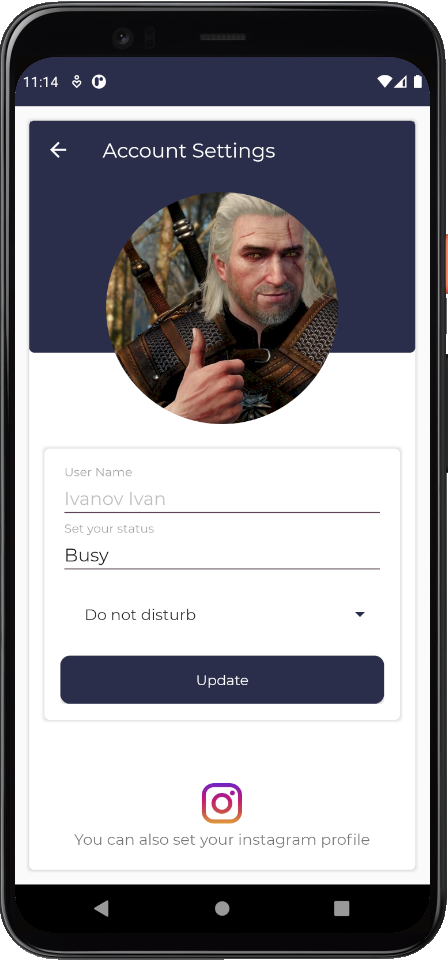 11:14
Account Settings
User Name
Ivanov Ivan
Set your status
Busy
Do not disturb
Update
You can also set your instagram profile